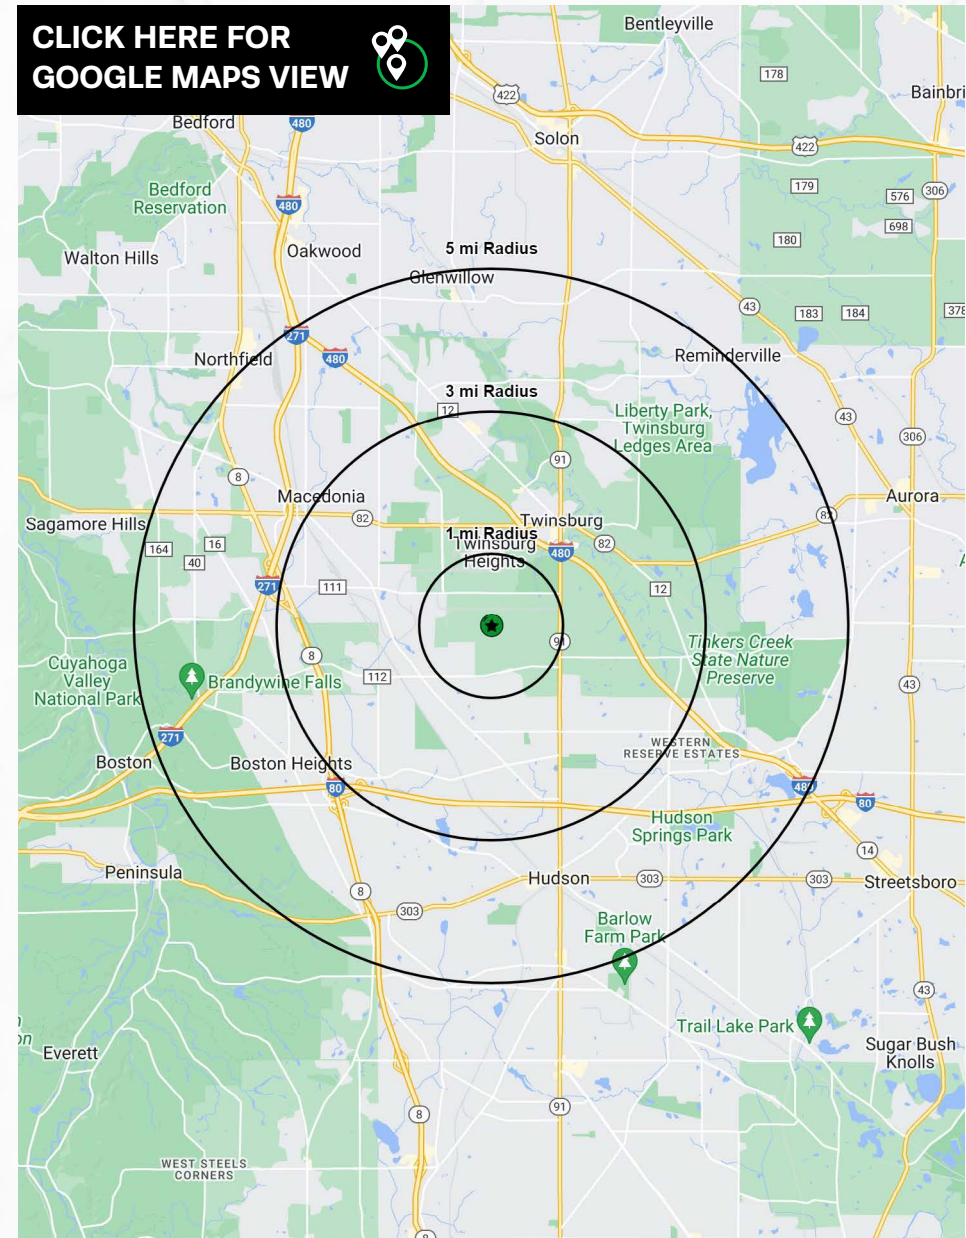 CLICK HERE FOR
GOOGLE MAPS VIEW
Bentleyville
178
Bainbri
422
480
Bedford
Solon
422
179
Bedford
Reservation
576
306
480
698
180
Oakwood
Walton Hills
5 mi Radius
Glenwillow
43
183
184
378
271
480
Northfield
Reminderville
3 mi Radius
12
Liberty Park,
Twinsburg
Ledges Area
43
306
91
8
Macedonia
Aurora
82
82
Sagamore Hills
Twinsburg
1 mi Radius
Twinsburg
Heights
480
82
164
16
40
271
111
12
91
Tinkers Creek
State Nature
Preserve
8
Cuyahoga
Valley
National Park
Brandywine Falls
112
43
271
WESTERN
RESERVE ESTATES
Boston
Boston Heights
80
480
80
Hudson
Springs Park
14
Peninsula
Hudson
303
303
Streetsboro
8
303
Barlow
Farm Park
43
Trail Lake Park
on
Everett
Sugar Bush
Knolls
8
91
WEST STEELS
CORNERS
8